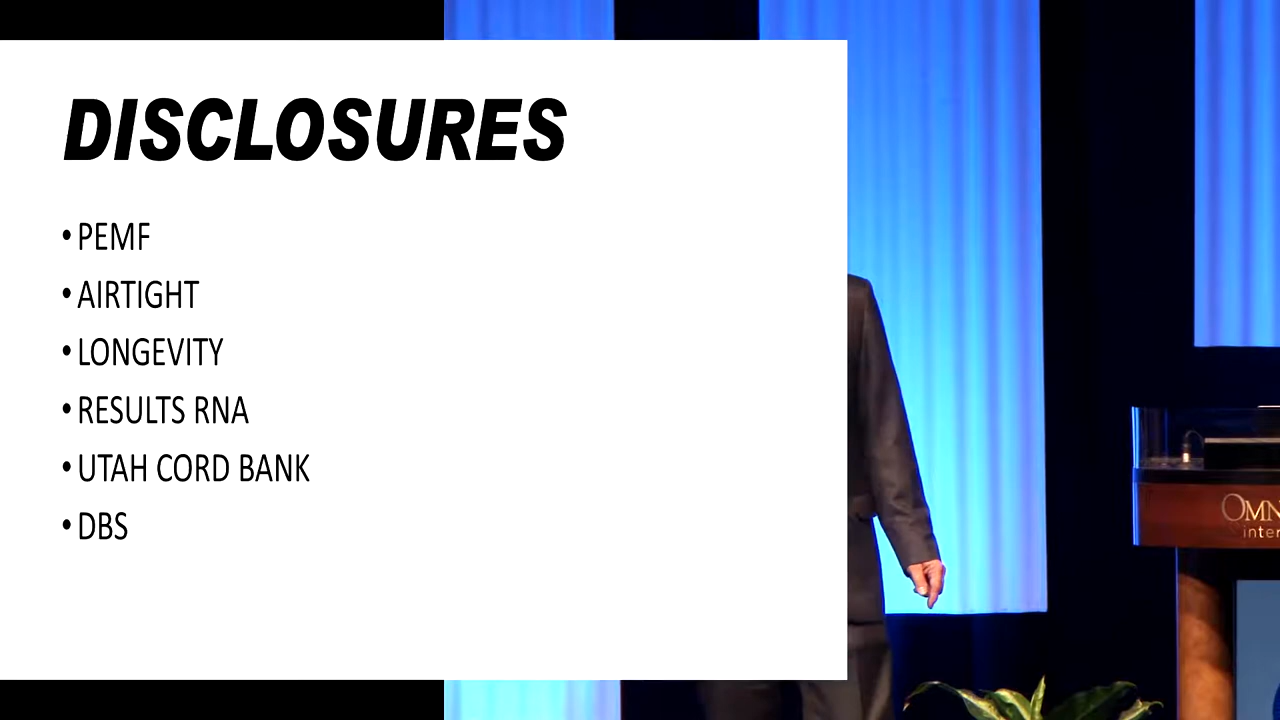 DISCLOSURES
• PEMF
• AIRTIGHT
• LONGEVITY
• RESULTS RNA
• UTAH CORD BANK
• DBS